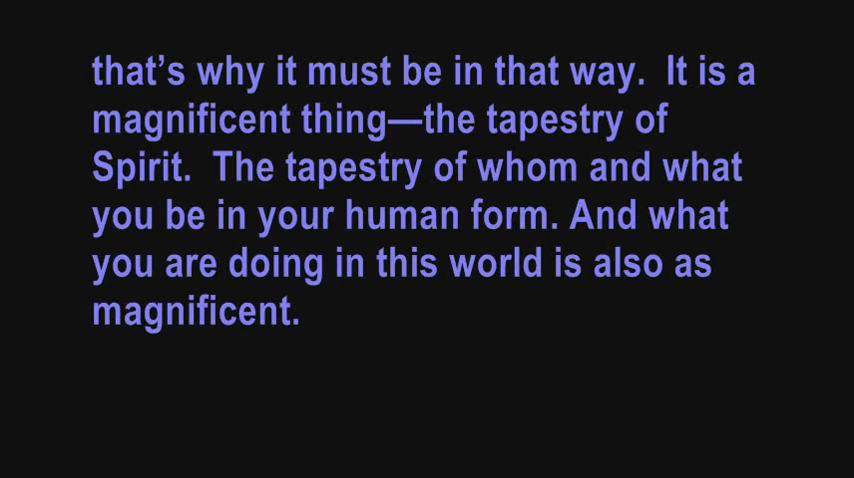 that’s why it must be in that way.  It is a
magnificent thing—the tapestry of
Spirit.  The tapestry of whom and what
you be in your human form. And what
you are doing in this world is also as
magnificent.